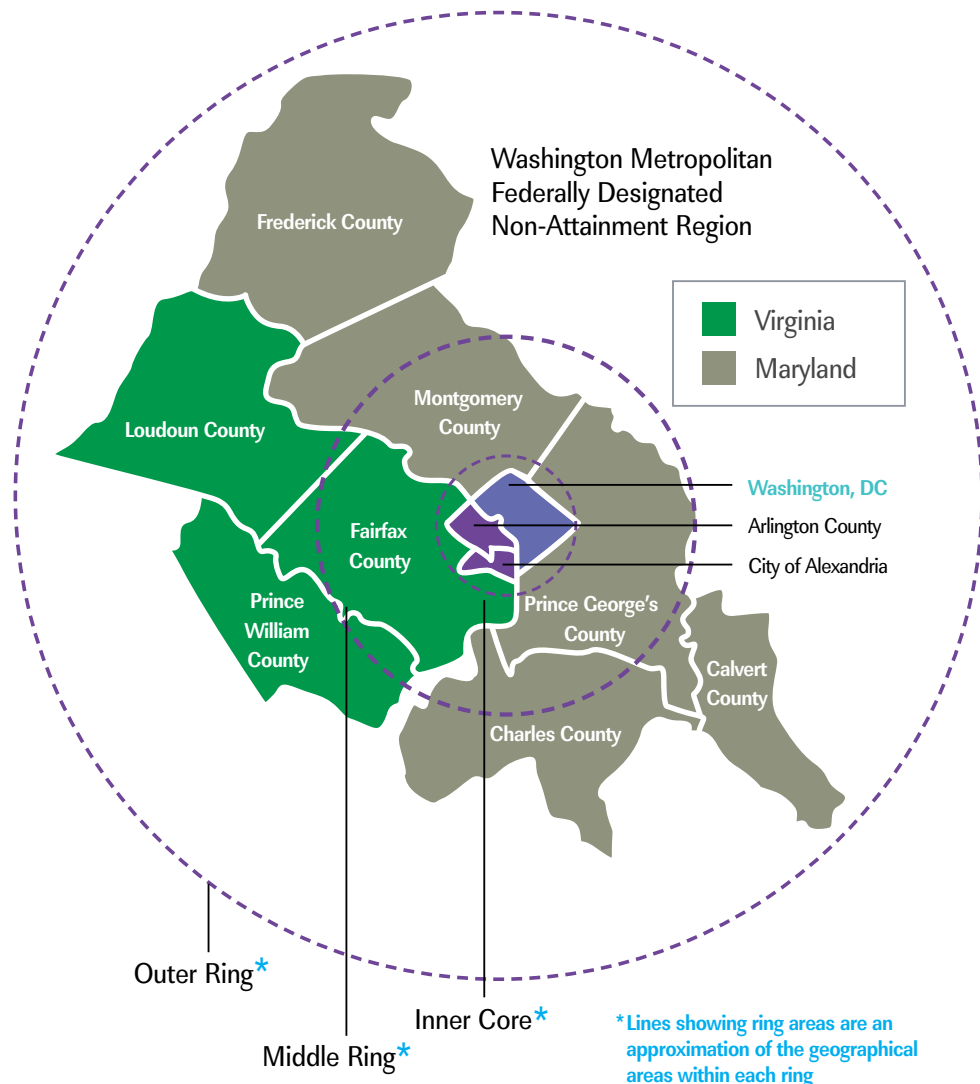 Washington Metropolitan
Federally Designated
Non-Attainment Region
Frederick County
Virginia
Maryland
Montgomery
County
Loudoun County
Washington, DC
Arlington County
City of Alexandria
Fairfax
County
Prince
William
County
Prince George's
County
Calvert
County
Charles County
Outer Ring*
Inner Core*
Middle Ring*
*Lines showing ring areas are an
approximation of the geographical
areas within each ring